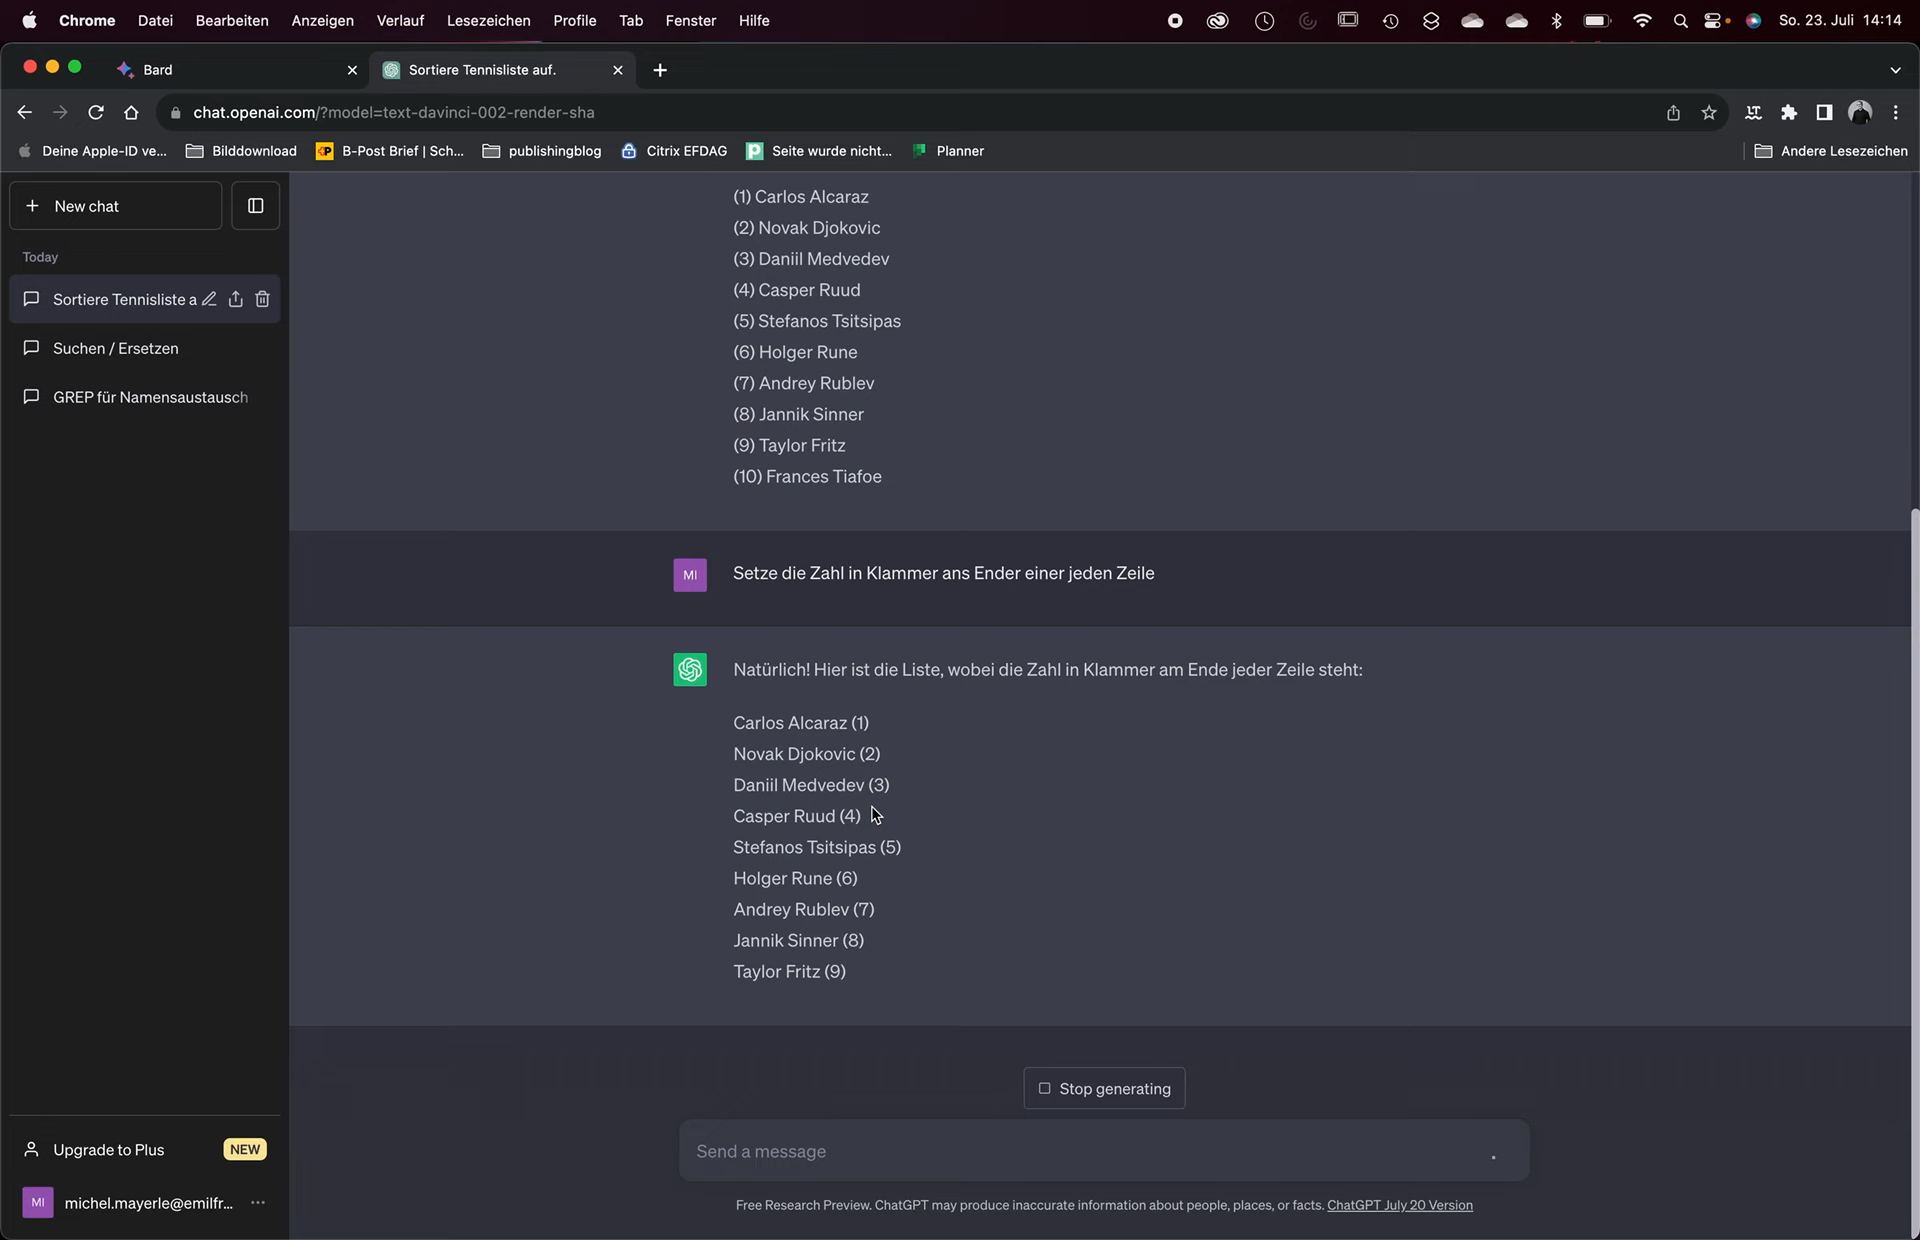 Chrome Datei Bearbeiten Anzeigen Verlauf Lesezeichen Profile Tab Fenster Hilfe So. 23. Juli 14:14
Bard Sortiere Tennisliste auf.
chat.openai.com/?model=text-davinci-002-render-sha
Deine Apple-ID ve... Bilddownload B-Post Brief | Sch... publishingblog Citrix EFDAG Seite wurde nicht... Planner Andere Lesezeichen
New chat
Today
Sortiere Tennisliste a
Suchen / Ersetzen
GREP für Namensaustausch
(1) Carlos Alcaraz
(2) Novak Djokovic
(3) Daniil Medvedev
(4) Casper Ruud
(5) Stefanos Tsitsipas
(6) Holger Rune
(7) Andrey Rublev
(8) Jannik Sinner
(9) Taylor Fritz
(10) Frances Tiafoe
MI Setze die Zahl in Klammer ans Ender einer jeden Zeile
Natürlich! Hier ist die Liste, wobei die Zahl in Klammer am Ende jeder Zeile steht:
Carlos Alcaraz (1)
Novak Djokovic (2)
Daniil Medvedev (3)
Casper Ruud (4)
Stefanos Tsitsipas (5)
Holger Rune (6)
Andrey Rublev (7)
Jannik Sinner (8)
Taylor Fritz (9)
Stop generating
Send a message
Free Research Preview. ChatGPT may produce inaccurate information about people, places, or facts. ChatGPT July 20 Version
Upgrade to Plus NEW
MI michel.mayerle@emilfr...